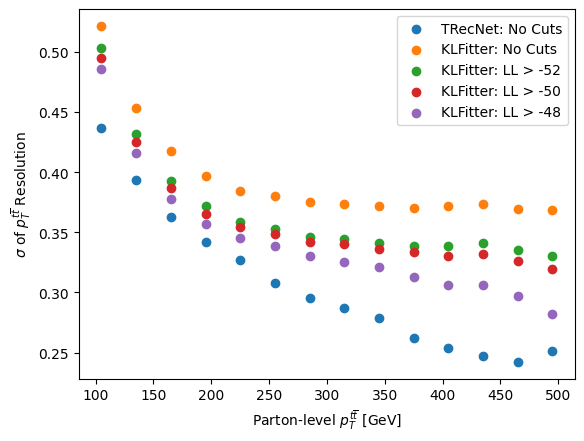 TRecNet: No Cuts
KLFitter: No Cuts
KLFitter: LL > -52
KLFitter: LL > -50
KLFitter: LL > -48
σ of $p_T^{t\overline{t}}$ Resolution
0.50
0.45
0.40
0.35
0.30
0.25
100 150 200 250 300 350 400 450 500
Parton-level $p_T^{t\overline{t}}$ [GeV]